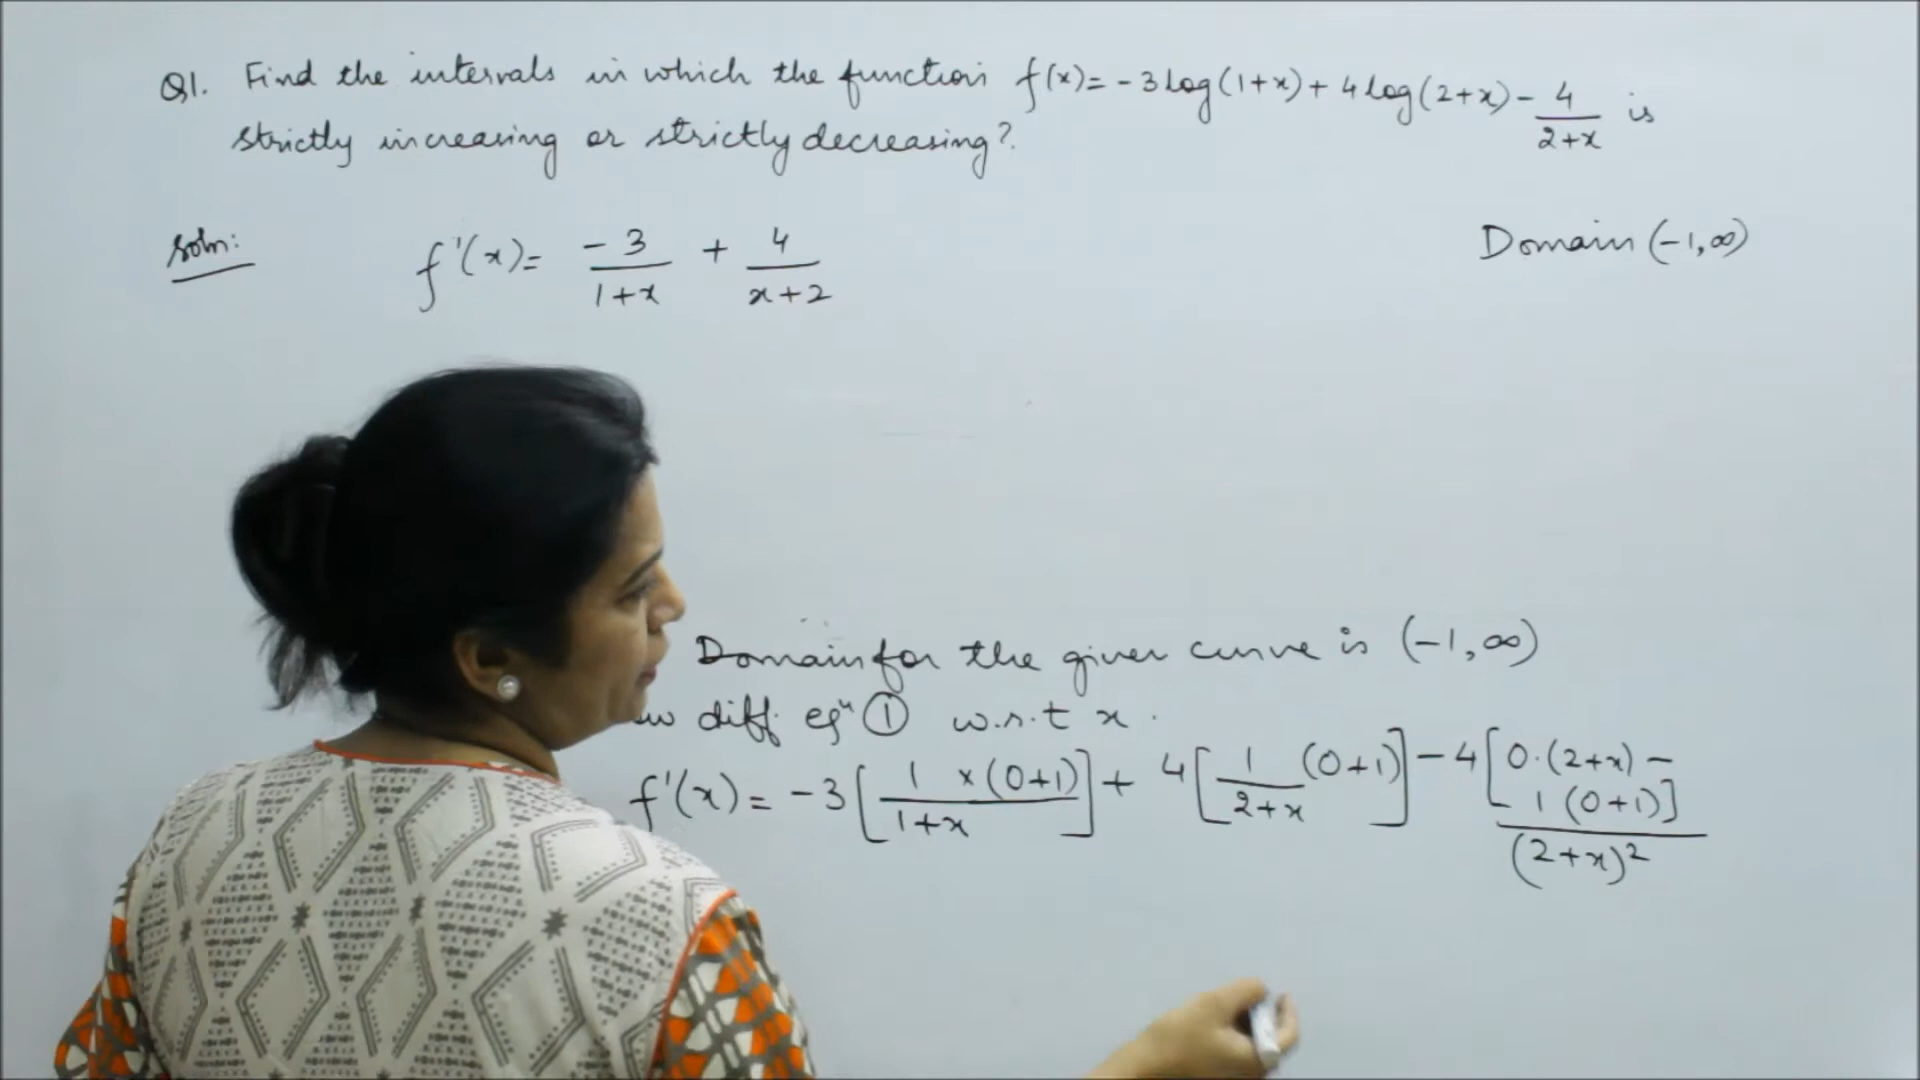 Q1. Find the intervals in which the function f(x) = -3 log(1+x) + 4 log(2+x) - 4/(2+x) is
strictly increasing or strictly decreasing?
Soln:
f'(x) = -3/(1+x) + 4/(x+2)
Domain (-1, ∞)
Domain for the given curve is (-1, ∞)
diff. eqⁿ ① w.r.t x.
f'(x) = -3[1/(1+x) × (0+1)] + 4[1/(2+x) (0+1)] - 4[0·(2+x) - 1(0+1)]/(2+x)²